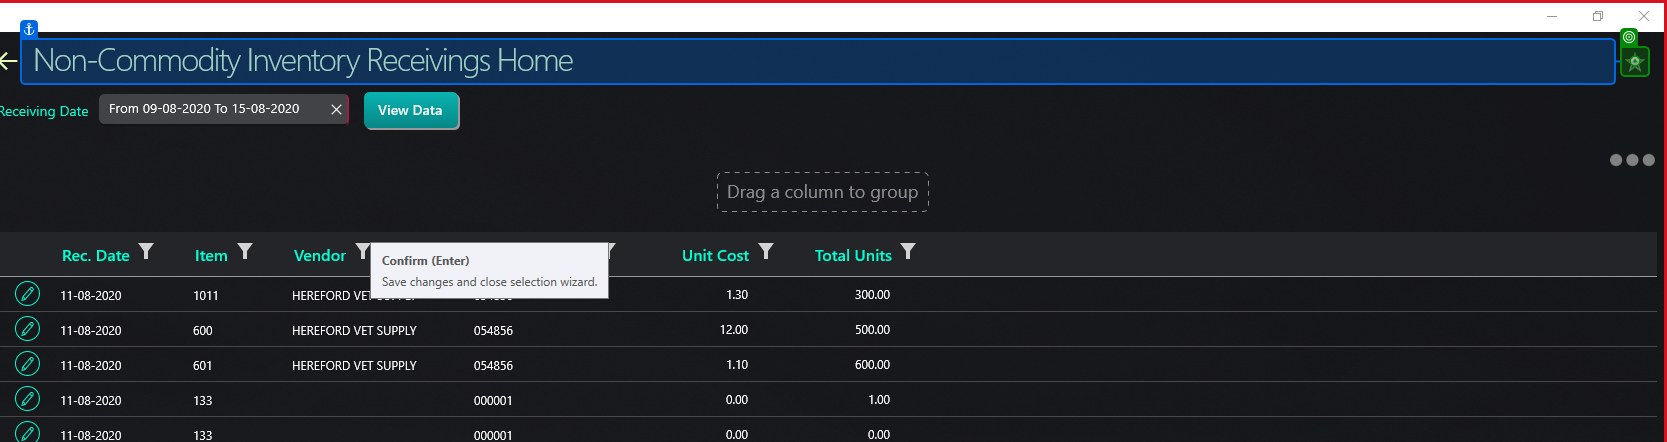 Non-Commodity Inventory Receivings Home
Receiving Date From 09-08-2020 To 15-08-2020 View Data
Drag a column to group
Rec. Date Item Vendor Unit Cost Total Units
Confirm (Enter)
Save changes and close selection wizard.
11-08-2020 1011 HEREFORD VET 1.30 300.00
11-08-2020 600 HEREFORD VET SUPPLY 054856 12.00 500.00
11-08-2020 601 HEREFORD VET SUPPLY 054856 1.10 600.00
11-08-2020 133 000001 0.00 1.00
11-08-2020 133 000001 0.00 0.00